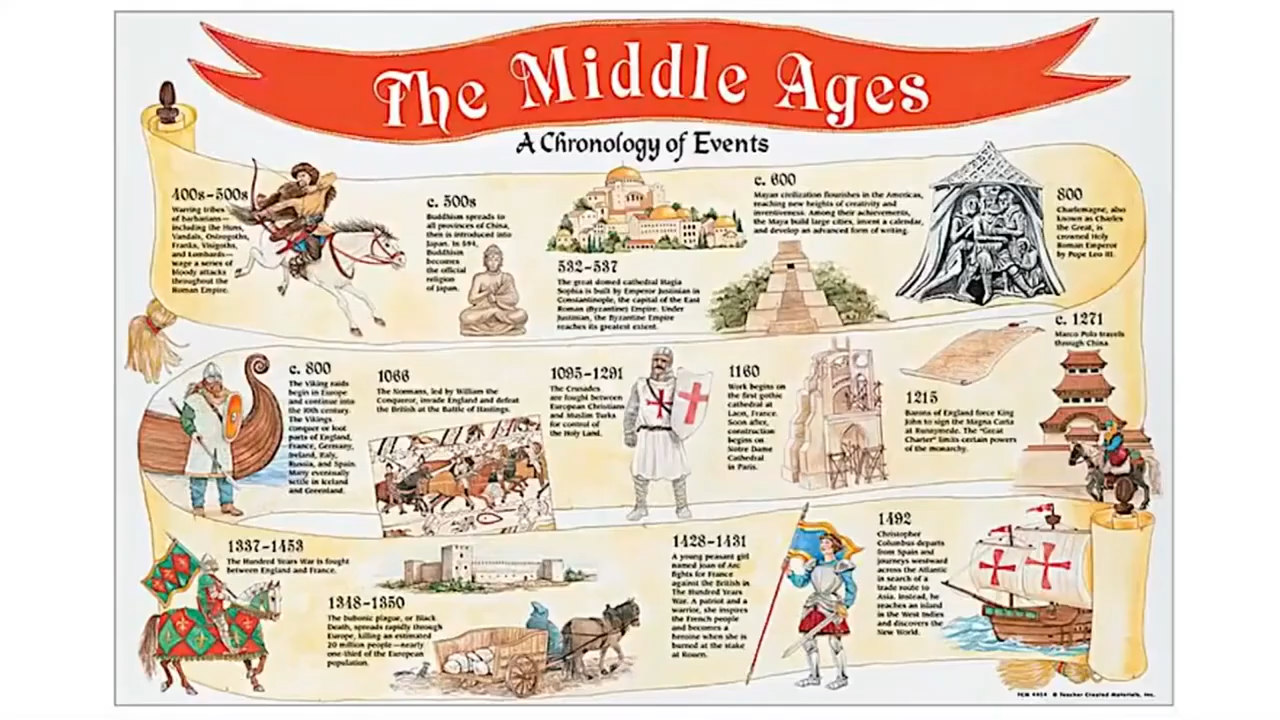 The Middle Ages
A Chronology of Events
400s-500s
Warring tribes
of barbarians—
including the Huns,
Vandals, Ostrogoths,
Franks, Visigoths,
and Lombards—
wage a series of
bloody attacks
throughout the
Roman Empire.
c. 500s
Buddhism spreads to
all provinces of China,
then is introduced into
Japan. In 594,
Buddhism
becomes
the official
religion
of Japan.
532-537
The great domed cathedral Hagia
Sophia is built by Emperor Justinian in
Constantinople, the capital of the East
Roman (Byzantine) Empire. Under
Justinian, the Byzantine Empire
reaches its greatest extent.
c. 600
Mayan civilization flourishes in the Americas,
reaching new heights of creativity and
inventiveness. Among their achievements,
the Maya build large cities, invent a calendar,
and develop an advanced form of writing.
800
Charlemagne, also
known as Charles
the Great, is
crowned Holy
Roman Emperor
by Pope Leo III.
c. 800
The Viking raids
begin in Europe
and continue into
the 10th century.
The Vikings
conquer or loot
parts of England,
France, Germany,
Ireland, Italy,
Russia, and Spain.
Many eventually
settle in Iceland
and Greenland.
1066
The Normans, led by William the
Conqueror, invade England and defeat
the British at the Battle of Hastings.
1095-1291
The Crusades
are fought between
European Christians
and Muslim Turks
for control of
the Holy Land.
1160
Work begins on
the first gothic
cathedral at
Laon, France.
Soon after,
construction
begins on
Notre Dame
Cathedral
in Paris.
1215
Barons of England force King
John to sign the Magna Carta
at Runnymede. The "Great
Charter" limits certain powers
of the monarchy.
c. 1271
Marco Polo travels
through China.
1337-1453
The Hundred Years War is fought
between England and France.
1348-1350
The bubonic plague, or Black
Death, spreads rapidly through
Europe, killing an estimated
20 million people—nearly
one-third of the European
population.
1428-1431
A young peasant girl
named Joan of Arc
fights for France
against the British in
The Hundred Years
War. A patriot and a
warrior, she inspires
the French people
and becomes a
heroine when she is
burned at the stake
at Rouen.
1492
Christopher
Columbus departs
from Spain and
journeys westward
across the Atlantic
in search of a
trade route to
Asia. Instead, he
reaches an island
in the West Indies
and discovers the
New World.
© Teacher Created Materials, Inc.